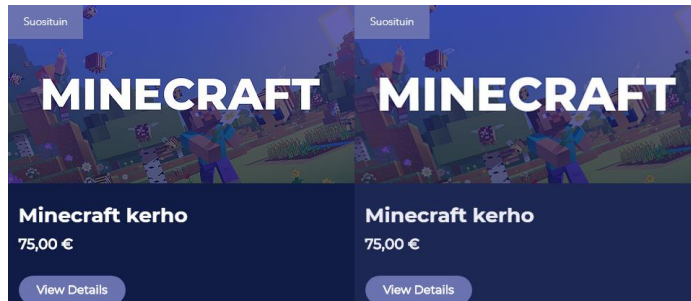 Suosituin
MINECRAFT
Minecraft kerho
75,00 €
View Details
Suosituin
MINECRAFT
Minecraft kerho
75,00 €
View Details